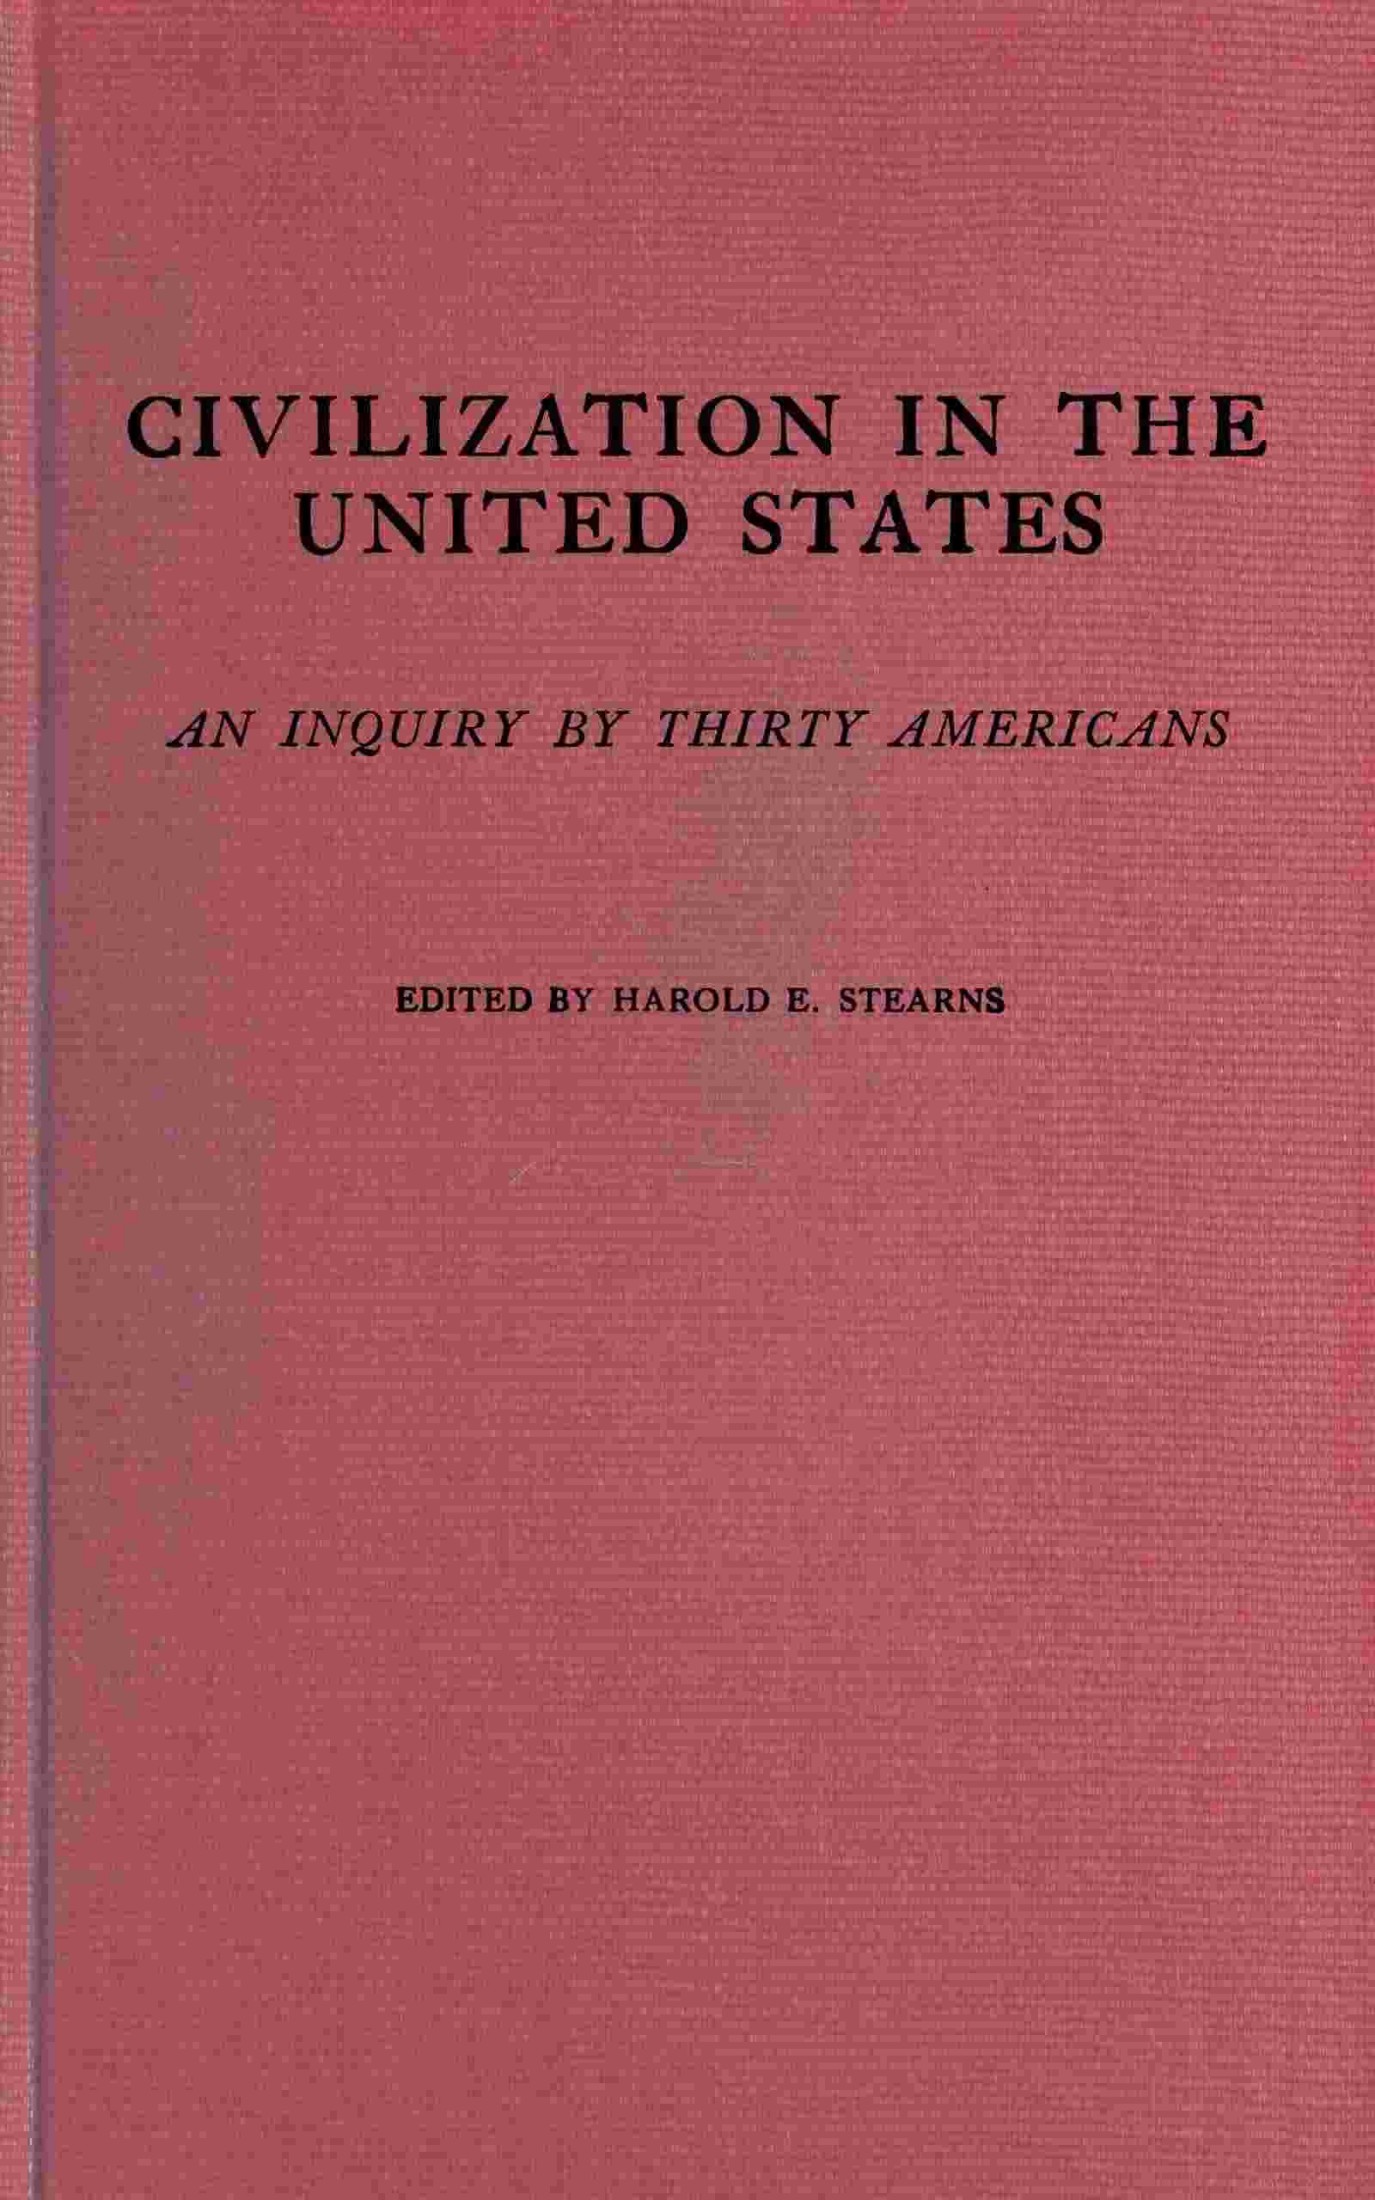 CIVILIZATION IN THE
UNITED STATES
AN INQUIRY BY THIRTY AMERICANS
EDITED BY HAROLD E. STEARNS